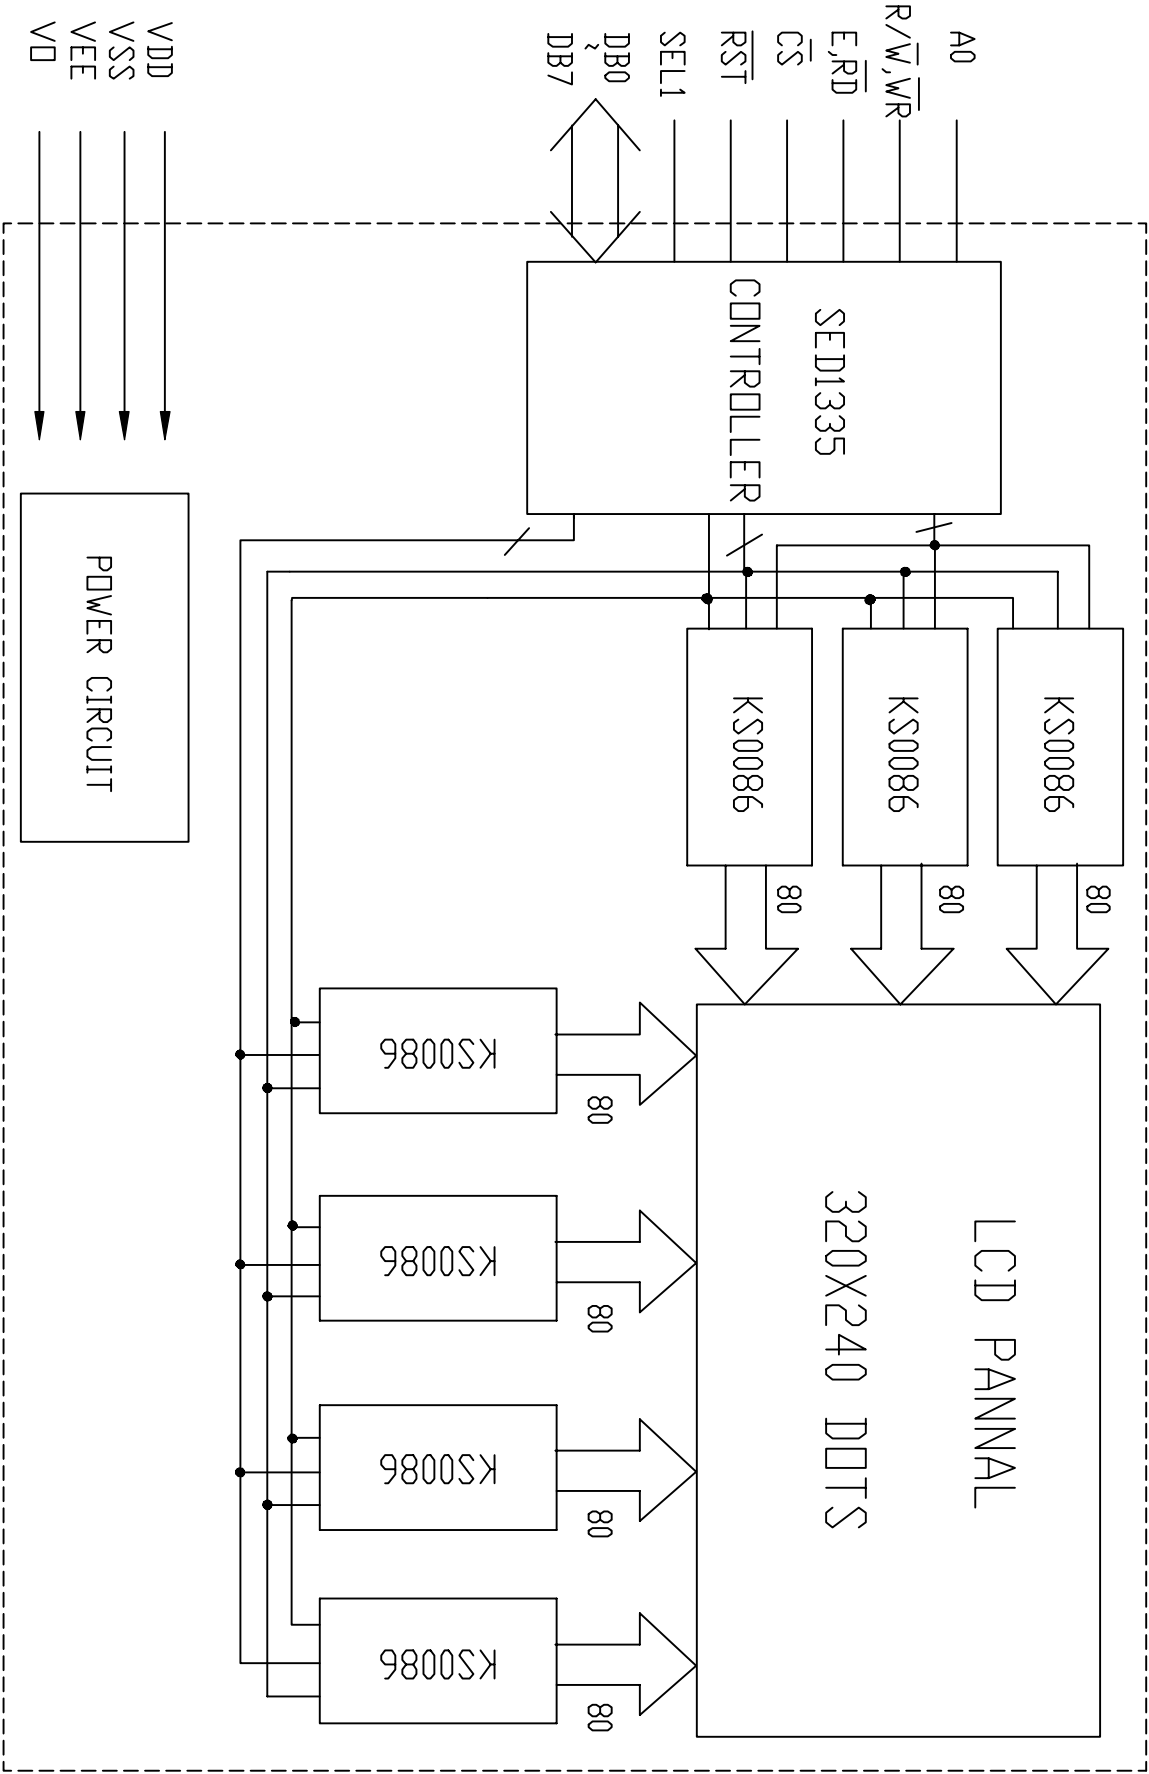 A0
R/W,WR
E,RD
CS
RST
SEL1
DB0
~
DB7
VDD
VSS
VEE
VO
SED1335
CONTROLLER
KS0086
80
KS0086
80
KS0086
80
LCD PANNAL
320X240 DOTS
KS0086
80
KS0086
80
KS0086
80
KS0086
80
POWER CIRCUIT